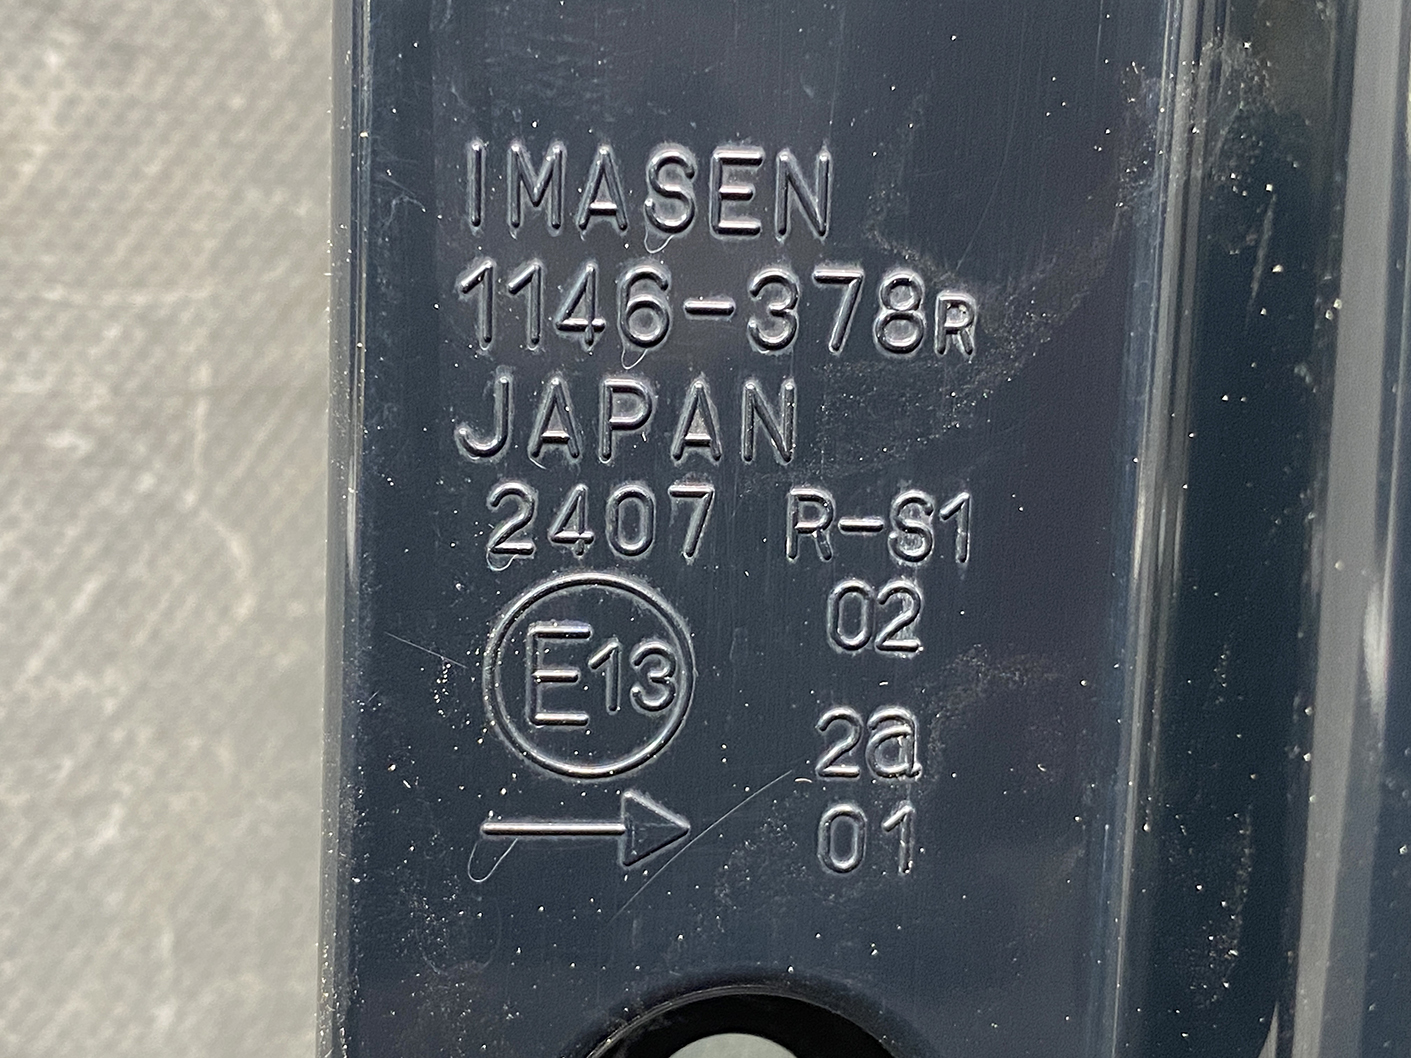 IMASEN
1146-378R
JAPAN
2407 R-S1
E13 02
2a
01